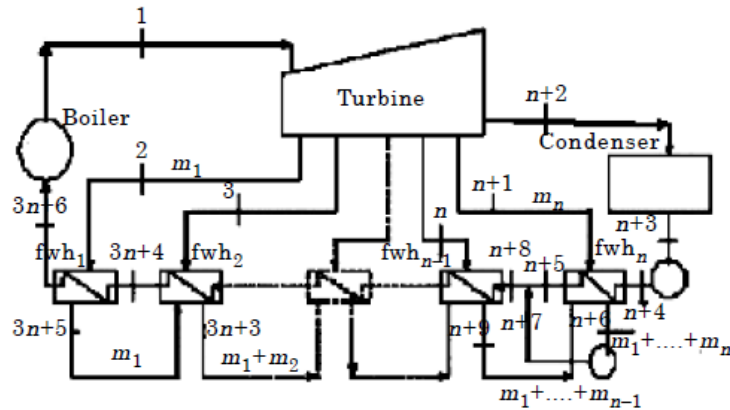 1
Boiler
Turbine
n+2
Condenser
2
m₁
3
n+1
mₙ
n
n+3
3n+6
fwh₁
3n+4
fwh₂
fwhₙ₋₁
n+8
n+5
fwhₙ
n+4
3n+5
3n+3
n+9
n+7
n+6
m₁
m₁+m₂
m₁+....+mₙ
m₁+....+mₙ₋₁